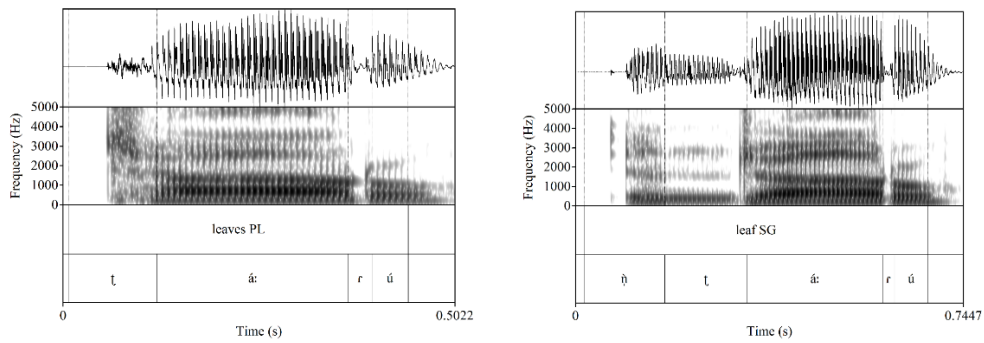 5000
4000
3000
2000
1000
0
Frequency (Hz)
leaves PL
ʈ áː ɾ ú
0 0.5022
Time (s)
5000
4000
3000
2000
1000
0
Frequency (Hz)
leaf SG
ʈ áː ɾ ú
0 0.7447
Time (s)